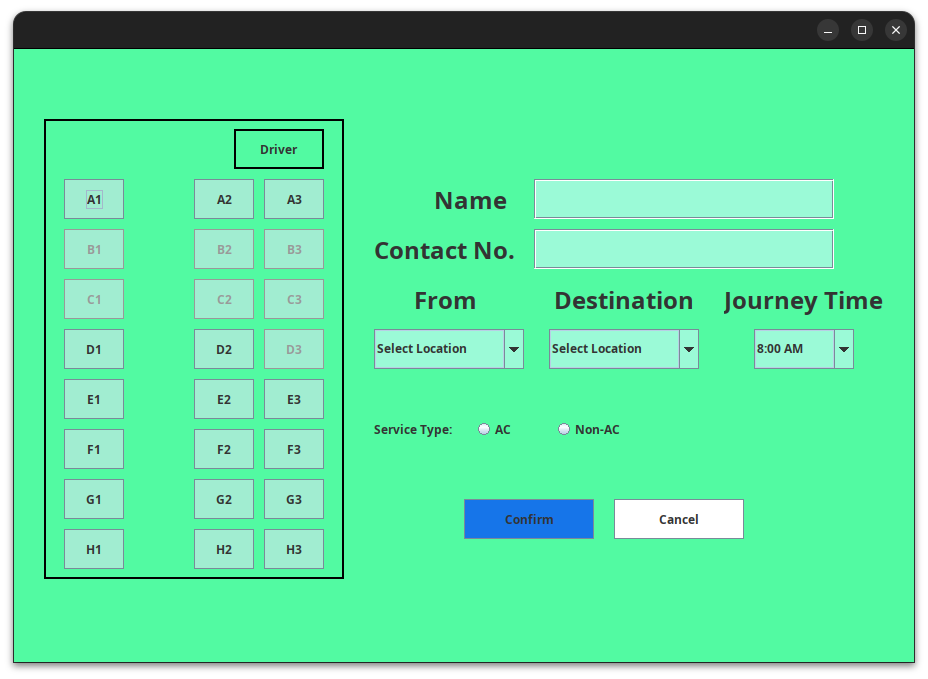 Driver
A1 A2 A3
B1 B2 B3
C1 C2 C3
D1 D2 D3
E1 E2 E3
F1 F2 F3
G1 G2 G3
H1 H2 H3
Name
Contact No.
From Destination Journey Time
Select Location Select Location 8:00 AM
Service Type: AC Non-AC
Confirm Cancel